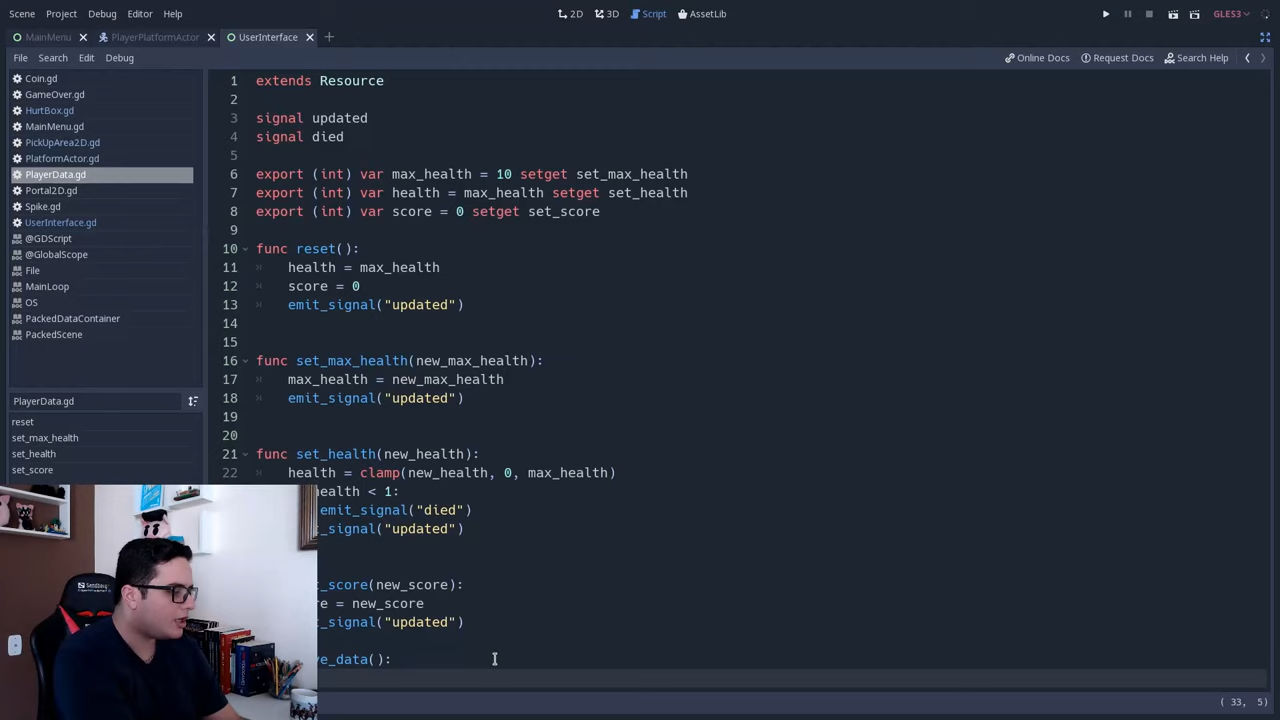 Scene Project Debug Editor Help
2D 3D Script AssetLib
GLES3
MainMenu PlayerPlatformActor UserInterface
File Search Edit Debug
Online Docs Request Docs Search Help
Coin.gd
GameOver.gd
HurtBox.gd
MainMenu.gd
PickUpArea2D.gd
PlatformActor.gd
PlayerData.gd
Portal2D.gd
Spike.gd
UserInterface.gd
@GDScript
@GlobalScope
File
MainLoop
OS
PackedDataContainer
PackedScene
PlayerData.gd
reset
set_max_health
set_health
set_score
1 extends Resource
2
3 signal updated
4 signal died
5
6 export (int) var max_health = 10 setget set_max_health
7 export (int) var health = max_health setget set_health
8 export (int) var score = 0 setget set_score
9
10 func reset():
11 health = max_health
12 score = 0
13 emit_signal("updated")
14
15
16 func set_max_health(new_max_health):
17 max_health = new_max_health
18 emit_signal("updated")
19
20
21 func set_health(new_health):
22 health = clamp(new_health, 0, max_health)
health < 1:
emit_signal("died")
t_signal("updated")
t_score(new_score):
re = new_score
t_signal("updated")
ve_data():
( 33, 5)